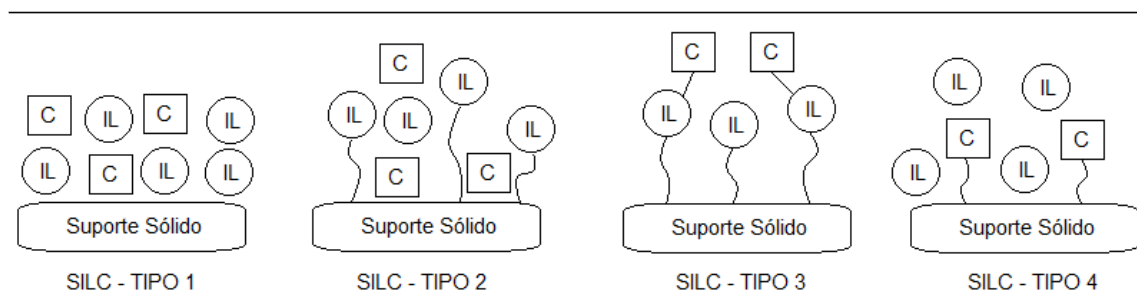 C IL C IL
IL C IL IL
Suporte Sólido
SILC - TIPO 1
C IL
IL IL IL
C C
Suporte Sólido
SILC - TIPO 2
C C
IL IL IL
Suporte Sólido
SILC - TIPO 3
IL IL
C C
IL IL
Suporte Sólido
SILC - TIPO 4